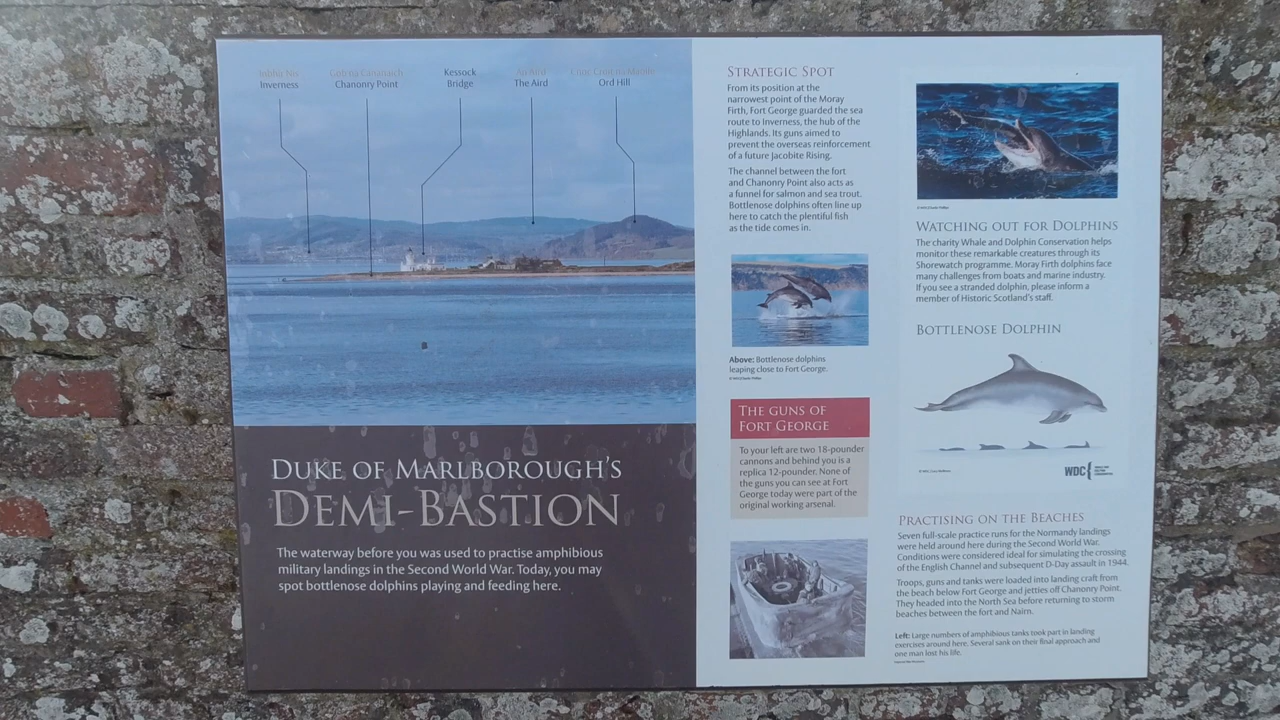 Inverness
Chanonry Point
Kessock
Bridge
The Aird
Ord Hill
DUKE OF MARLBOROUGH'S
DEMI-BASTION
The waterway before you was used to practise amphibious
military landings in the Second World War. Today, you may
spot bottlenose dolphins playing and feeding here.
STRATEGIC SPOT
From its position at the
narrowest point of the Moray
Firth, Fort George guarded the sea
route to Inverness, the hub of the
Highlands. Its guns aimed to
prevent the overseas reinforcement
of a future Jacobite Rising.
The channel between the fort
and Chanonry Point also acts as
a funnel for salmon and sea trout.
Bottlenose dolphins often line up
here to catch the plentiful fish
as the tide comes in.
Above: Bottlenose dolphins
leaping close to Fort George.
THE GUNS OF
FORT GEORGE
To your left are two 18-pounder
cannons and behind you is a
replica 12-pounder. None of
the guns you can see at Fort
George today were part of the
original working arsenal.
WATCHING OUT FOR DOLPHINS
The charity Whale and Dolphin Conservation helps
monitor these remarkable creatures through its
Shorewatch programme. Moray Firth dolphins face
many challenges from boats and marine industry.
If you see a stranded dolphin, please inform a
member of Historic Scotland's staff.
BOTTLENOSE DOLPHIN
WDC
PRACTISING ON THE BEACHES
Seven full-scale practice runs for the Normandy landings
were held around here during the Second World War.
Conditions were considered ideal for simulating the crossing
of the English Channel and subsequent D-Day assault in 1944.
Troops, guns and tanks were loaded into landing craft from
the beach below Fort George and jetties off Chanonry Point.
They headed into the North Sea before returning to storm
beaches between the fort and Nairn.
Left: Large numbers of amphibious tanks took part in landing
exercises around here. Several sank on their final approach and
one man lost his life.